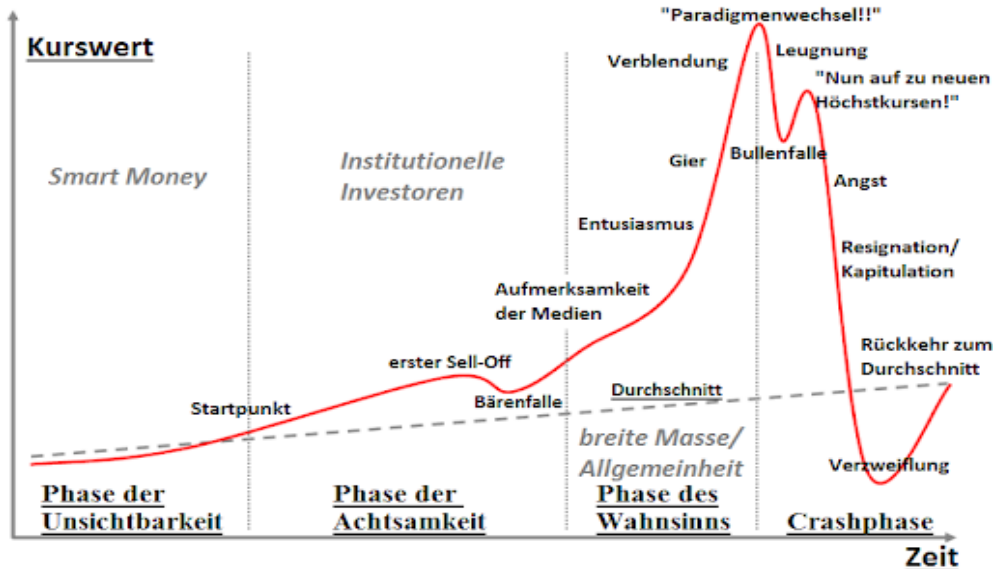 "Paradigmenwechsel!!"
Kurswert
Verblendung
Leugnung
"Nun auf zu neuen
Höchstkursen!"
Smart Money
Institutionelle
Investoren
Gier
Bullenfalle
Angst
Entusiasmus
Resignation/
Kapitulation
Aufmerksamkeit
der Medien
Rückkehr zum
Durchschnitt
erster Sell-Off
Startpunkt
Bärenfalle
Durchschnitt
breite Masse/
Allgemeinheit
Verzweiflung
Phase der
Unsichtbarkeit
Phase der
Achtsamkeit
Phase des
Wahnsinns
Crashphase
Zeit